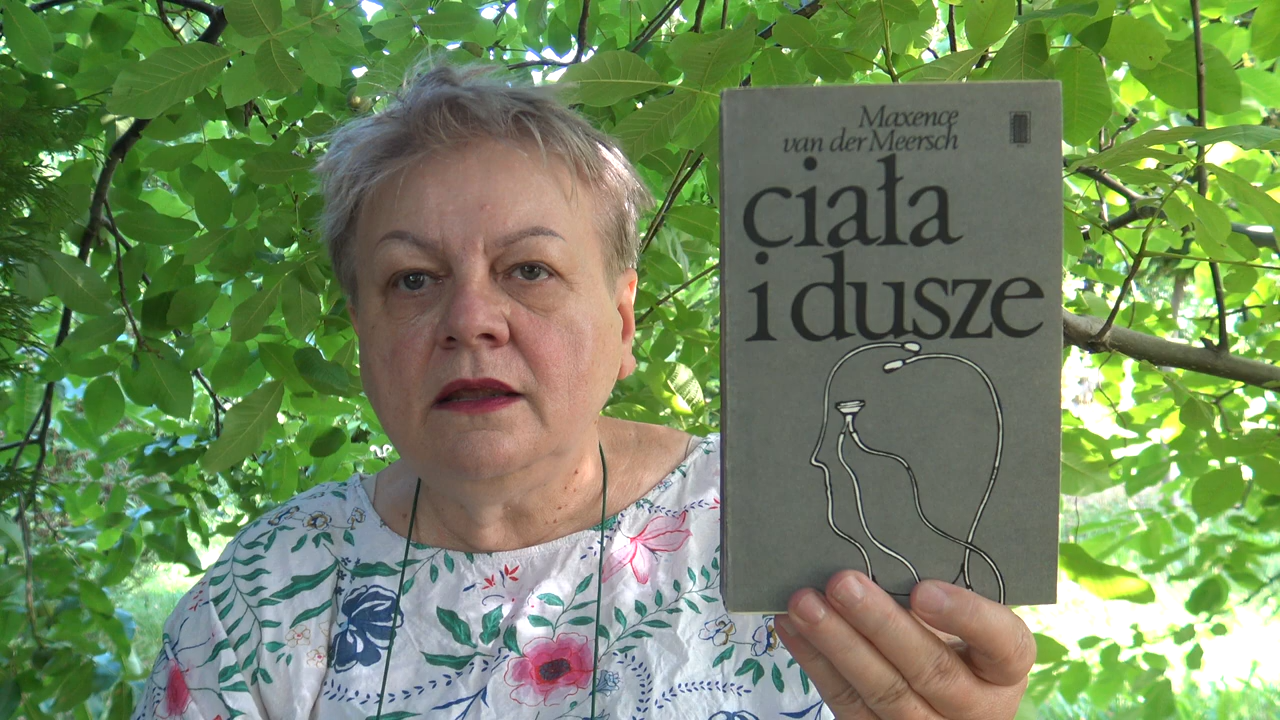 Maxence
van der Meersch
ciała
i dusze